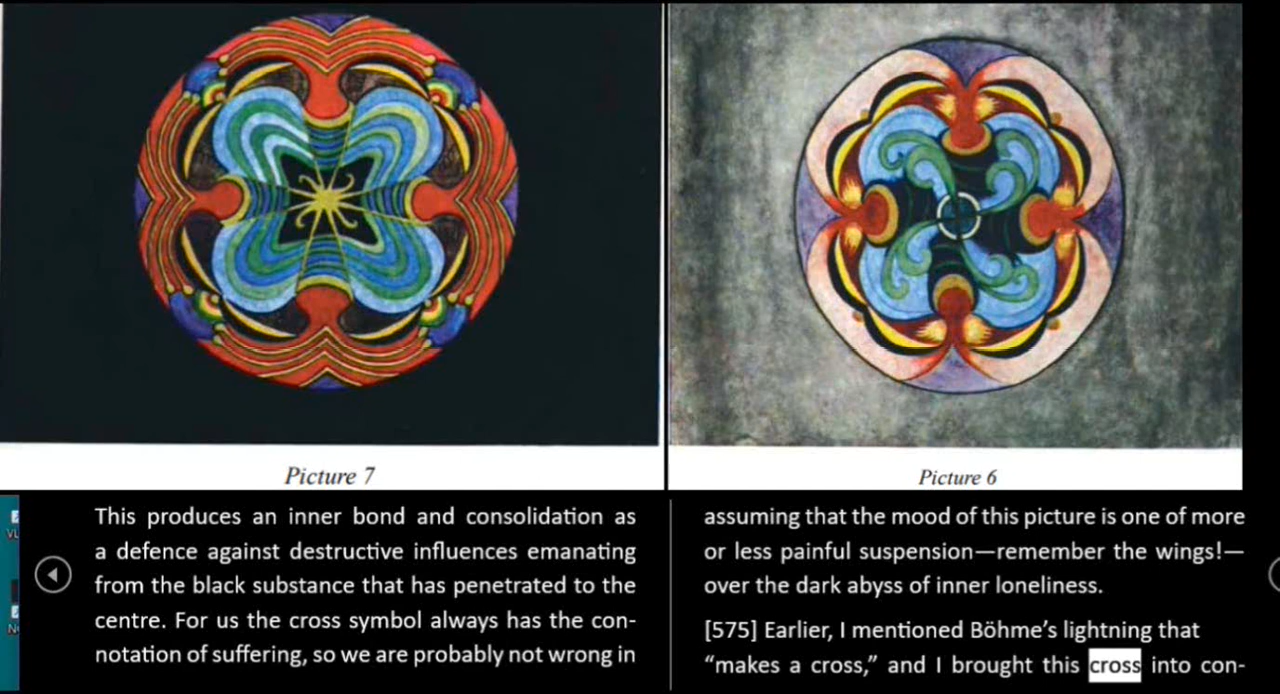 Picture 7
Picture 6
This produces an inner bond and consolidation as
a defence against destructive influences emanating
from the black substance that has penetrated to the
centre. For us the cross symbol always has the con-
notation of suffering, so we are probably not wrong in
assuming that the mood of this picture is one of more
or less painful suspension—remember the wings!—
over the dark abyss of inner loneliness.
[575] Earlier, I mentioned Böhme’s lightning that
“makes a cross,” and I brought this cross into con-